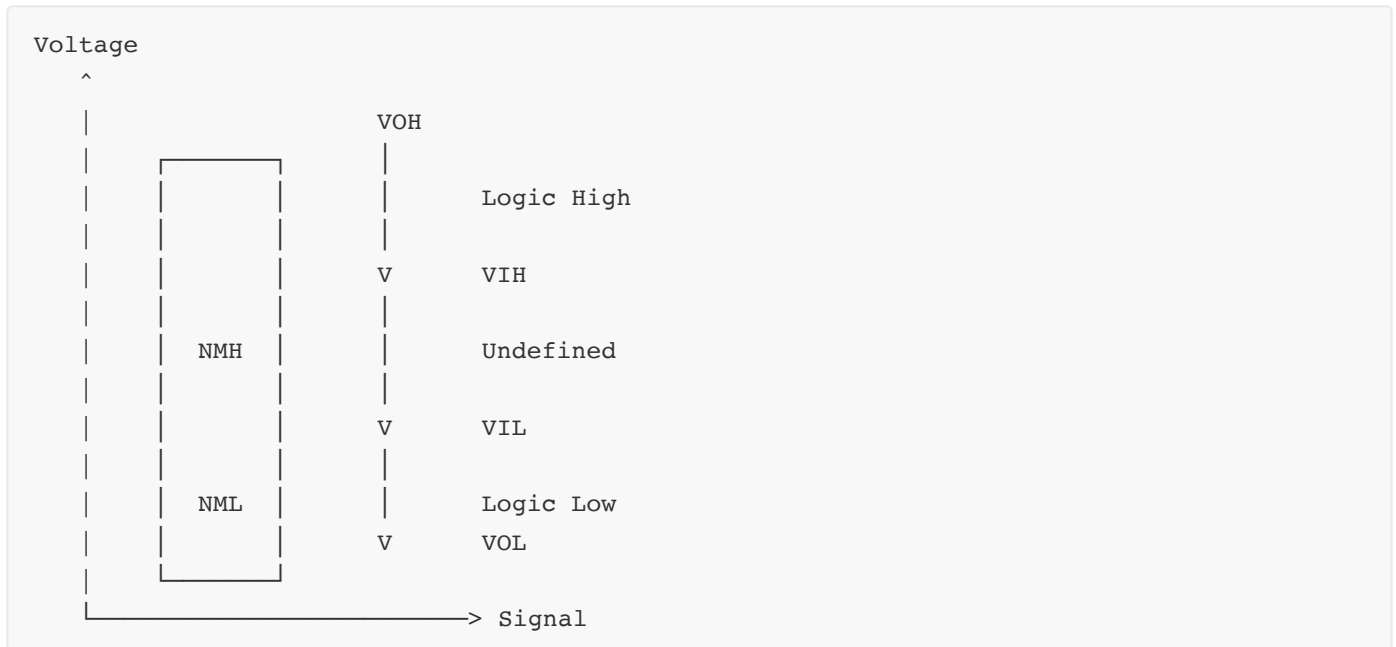 Voltage
^
VOH
Logic High
V VIH
NMH Undefined
V VIL
NML Logic Low
V VOL
> Signal